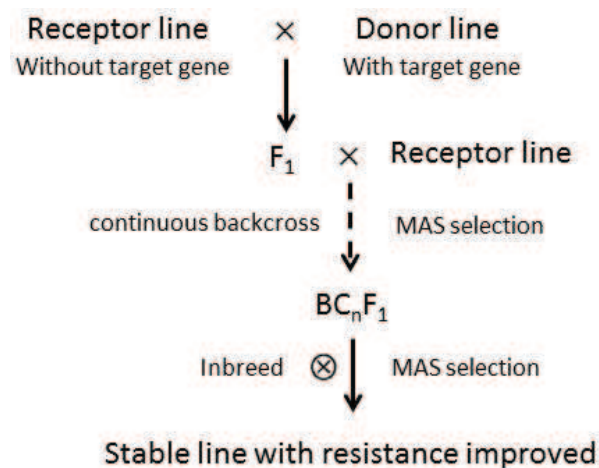 Receptor line × Donor line
Without target gene With target gene
F₁ × Receptor line
continuous backcross MAS selection
BCₙF₁
Inbreed ⊗ MAS selection
Stable line with resistance improved